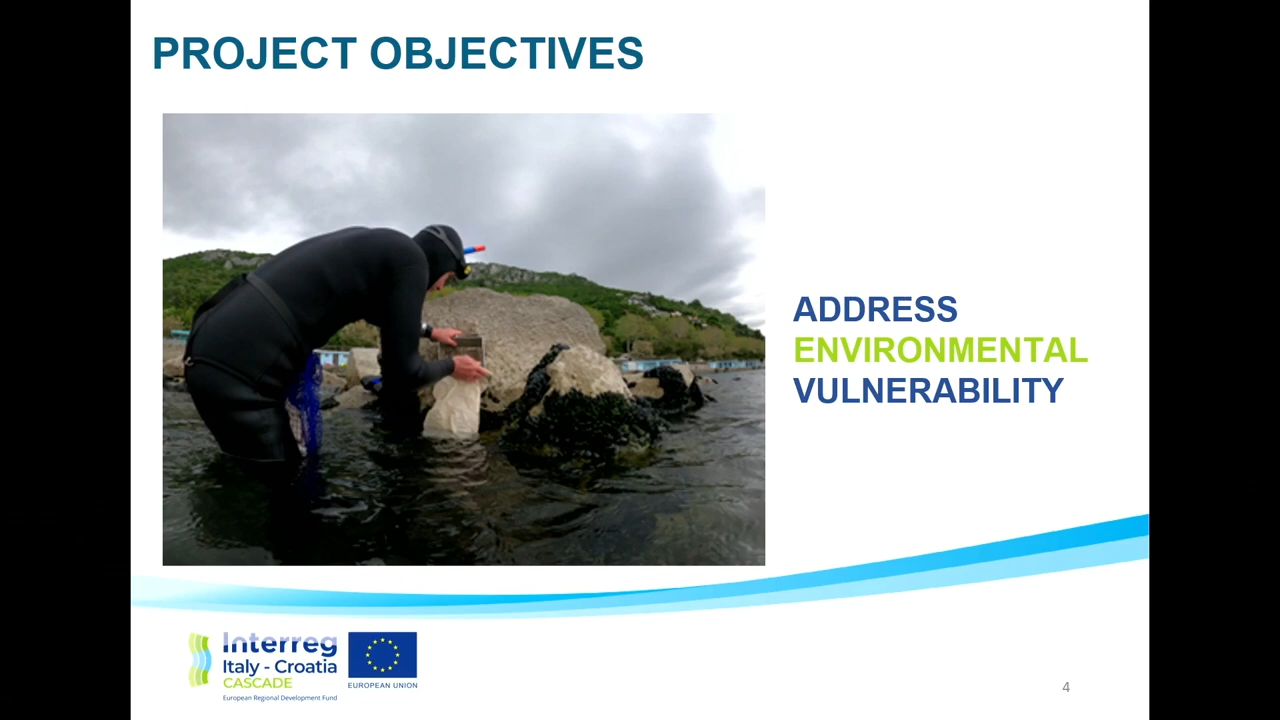 PROJECT OBJECTIVES
ADDRESS
ENVIRONMENTAL
VULNERABILITY
Interreg
Italy - Croatia
CASCADE
European Regional Development Fund
EUROPEAN UNION
4